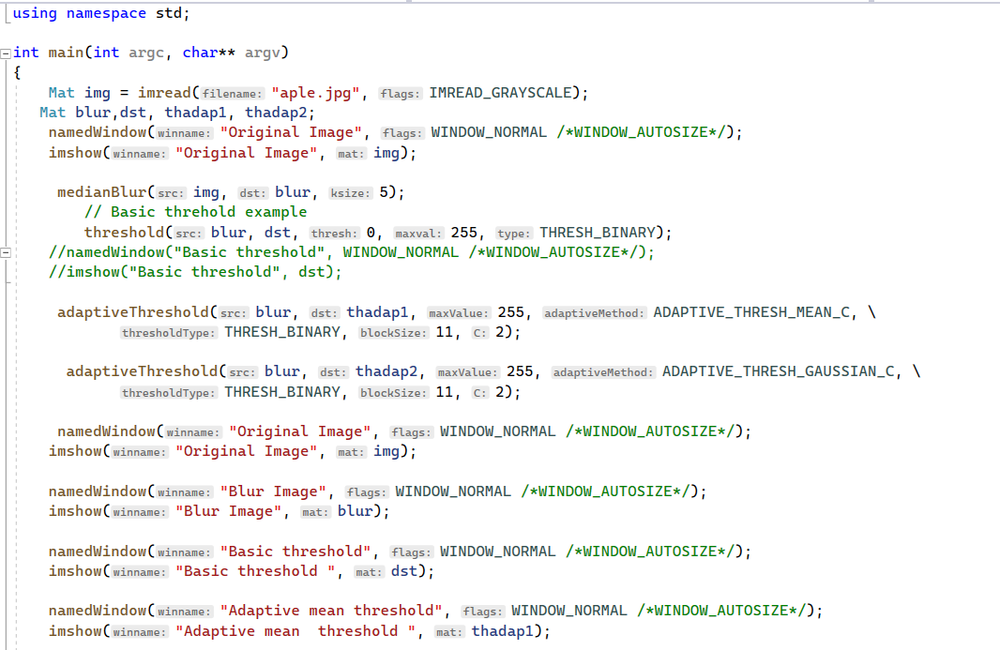 using namespace std;
int main(int argc, char** argv)
{
Mat img = imread(filename: "aple.jpg", flags: IMREAD_GRAYSCALE);
Mat blur,dst, thadap1, thadap2;
namedWindow(winname: "Original Image", flags: WINDOW_NORMAL /*WINDOW_AUTOSIZE*/);
imshow(winname: "Original Image", mat: img);
medianBlur(src: img, dst: blur, ksize: 5);
// Basic threhold example
threshold(src: blur, dst, thresh: 0, maxval: 255, type: THRESH_BINARY);
//namedWindow("Basic threshold", WINDOW_NORMAL /*WINDOW_AUTOSIZE*/);
//imshow("Basic threshold", dst);
adaptiveThreshold(src: blur, dst: thadap1, maxValue: 255, adaptiveMethod: ADAPTIVE_THRESH_MEAN_C, \
thresholdType: THRESH_BINARY, blockSize: 11, C: 2);
adaptiveThreshold(src: blur, dst: thadap2, maxValue: 255, adaptiveMethod: ADAPTIVE_THRESH_GAUSSIAN_C, \
thresholdType: THRESH_BINARY, blockSize: 11, C: 2);
namedWindow(winname: "Original Image", flags: WINDOW_NORMAL /*WINDOW_AUTOSIZE*/);
imshow(winname: "Original Image", mat: img);
namedWindow(winname: "Blur Image", flags: WINDOW_NORMAL /*WINDOW_AUTOSIZE*/);
imshow(winname: "Blur Image", mat: blur);
namedWindow(winname: "Basic threshold", flags: WINDOW_NORMAL /*WINDOW_AUTOSIZE*/);
imshow(winname: "Basic threshold ", mat: dst);
namedWindow(winname: "Adaptive mean threshold", flags: WINDOW_NORMAL /*WINDOW_AUTOSIZE*/);
imshow(winname: "Adaptive mean  threshold ", mat: thadap1);